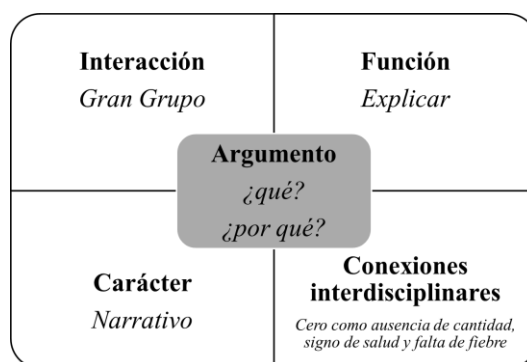 Interacción
Gran Grupo
Función
Explicar
Argumento
¿qué?
¿por qué?
Carácter
Narrativo
Conexiones
interdisciplinares
Cero como ausencia de cantidad,
signo de salud y falta de fiebre